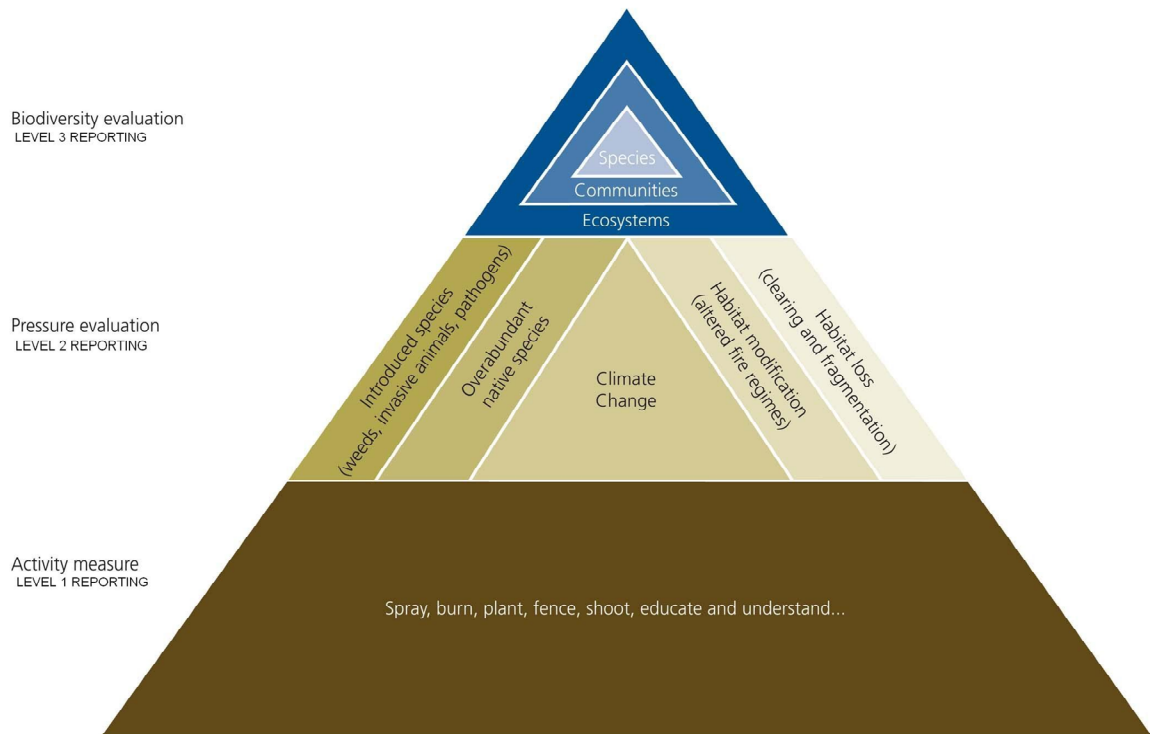 Biodiversity evaluation
LEVEL 3 REPORTING
Species
Communities
Ecosystems
Pressure evaluation
LEVEL 2 REPORTING
Introduced species
(weeds, invasive animals, pathogens)
Overabundant
native species
Climate
Change
Habitat modification
(altered fire regimes)
Habitat loss
(clearing and fragmentation)
Activity measure
LEVEL 1 REPORTING
Spray, burn, plant, fence, shoot, educate and understand...